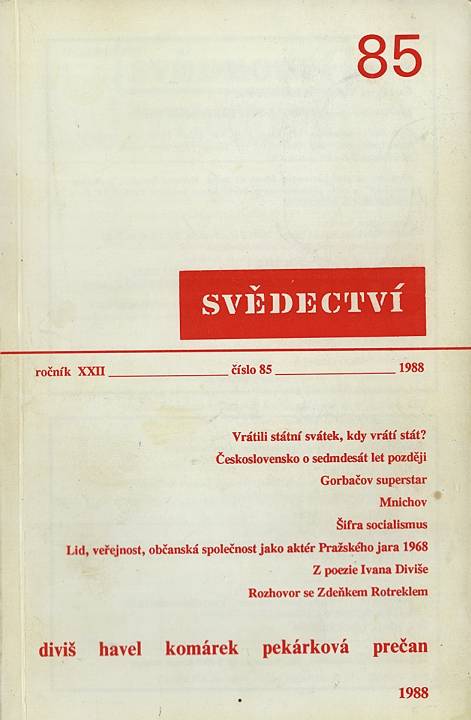 85
SVĚDECTVÍ
ročník XXII ________ číslo 85 ________ 1988
Vrátili státní svátek, kdy vrátí stát?
Československo o sedmdesát let později
Gorbačov superstar
Mnichov
Šifra socialismus
Lid, veřejnost, občanská společnost jako aktér Pražského jara 1968
Z poezie Ivana Diviše
Rozhovor se Zdeňkem Rotreklem
diviš havel komárek pekárková prečan
1988